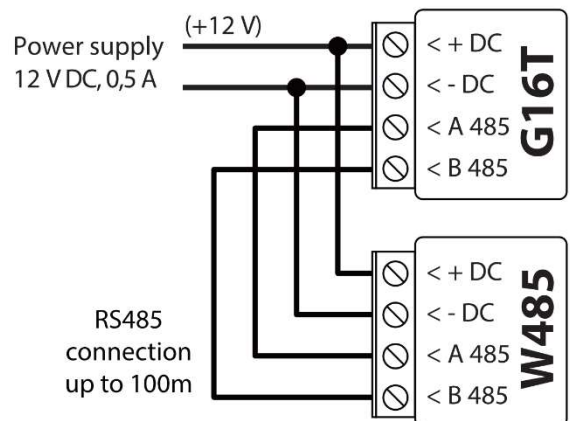 (+12 V)
Power supply
12 V DC, 0,5 A
< + DC
< - DC
< A 485
< B 485
G16T
< + DC
< - DC
< A 485
< B 485
W485
RS485
connection
up to 100m